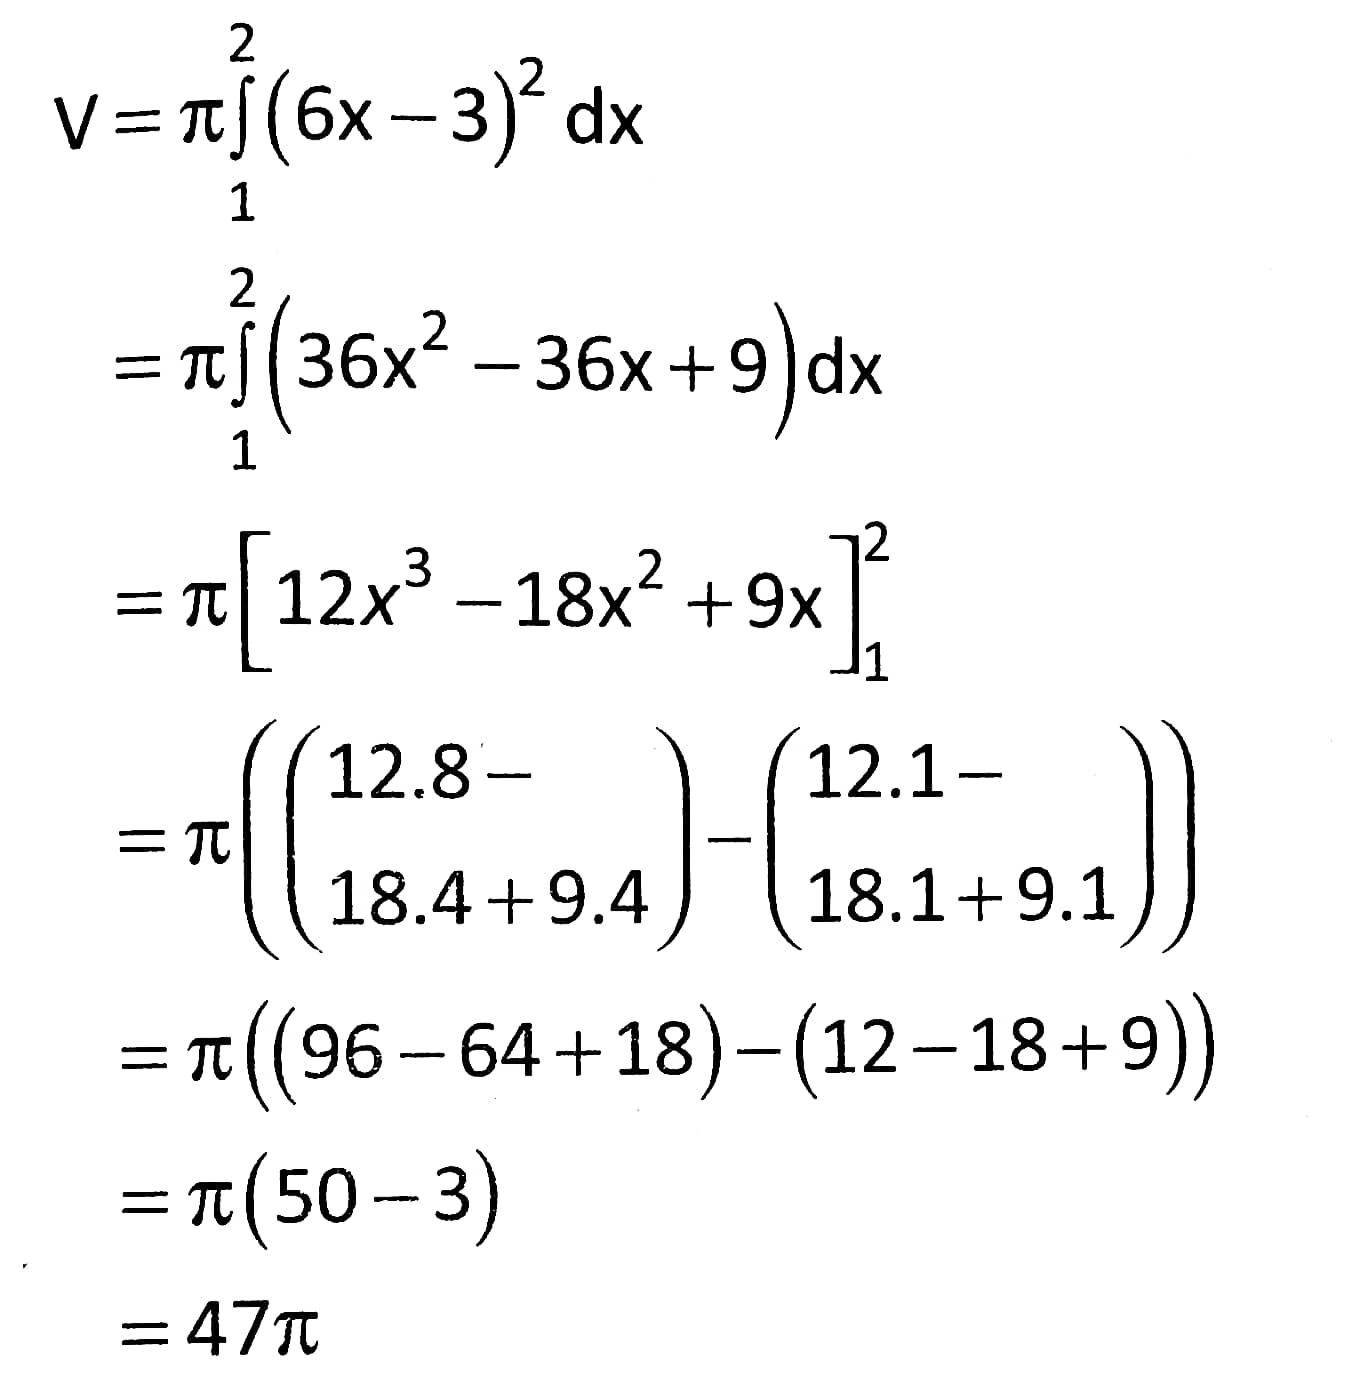 V = π∫₁²(6x − 3)² dx
= π∫₁²(36x² − 36x + 9)dx
= π[12x³ − 18x² + 9x]₁²
= π((12.8 − 18.4 + 9.4) − (12.1 − 18.1 + 9.1))
= π((96 − 64 + 18) − (12 − 18 + 9))
= π(50 − 3)
= 47π